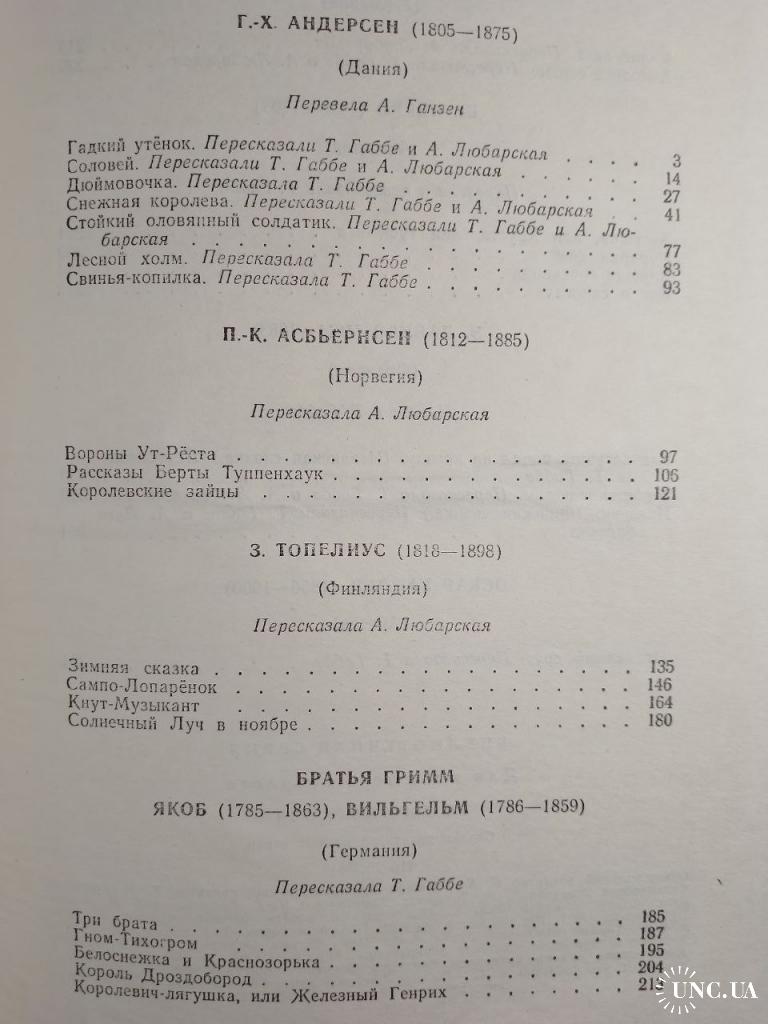 Г.-Х. АНДЕРСЕН (1805—1875)
(Дания)
Перевела А. Ганзен
Гадкий утёнок. Пересказали Т. Габбе и А. Любарская . . . . 3
Соловей. Пересказали Т. Габбе и А. Любарская . . . . . . 14
Дюймовочка. Пересказала Т. Габбе . . . . . . . . . . 27
Снежная королева. Пересказали Т. Габбе и А. Любарская . . 41
Стойкий оловянный солдатик. Пересказали Т. Габбе и А. Лю-
барская . . . . . . . . . . . . . . . . . . 77
Лесной холм. Пересказала Т. Габбе . . . . . . . . . 83
Свинья-копилка. Пересказала Т. Габбе . . . . . . . . . 93
П.-К. АСБЬЕРНСЕН (1812—1885)
(Норвегия)
Пересказала А. Любарская
Вороны Ут-Рёста . . . . . . . . . . . . . . . . 97
Рассказы Берты Туппенхаук . . . . . . . . . . . . 106
Королевские зайцы . . . . . . . . . . . . . . . 121
З. ТОПЕЛИУС (1818—1898)
(Финляндия)
Пересказала А. Любарская
Зимняя сказка . . . . . . . . . . . . . . . . . 135
Сампо-Лопарёнок . . . . . . . . . . . . . . . . 146
Кнут-Музыкант . . . . . . . . . . . . . . . . . 164
Солнечный Луч в ноябре . . . . . . . . . . . . . 180
БРАТЬЯ ГРИММ
ЯКОБ (1785—1863), ВИЛЬГЕЛЬМ (1786—1859)
(Германия)
Пересказала Т. Габбе
Три брата . . . . . . . . . . . . . . . . . . 185
Гном-Тихогром . . . . . . . . . . . . . . . . 187
Белоснежка и Краснозорька . . . . . . . . . . . . 195
Король Дроздобород . . . . . . . . . . . . . . . 204
Королевич-лягушка, или Железный Генрих . . . . . . .
UNC.UA